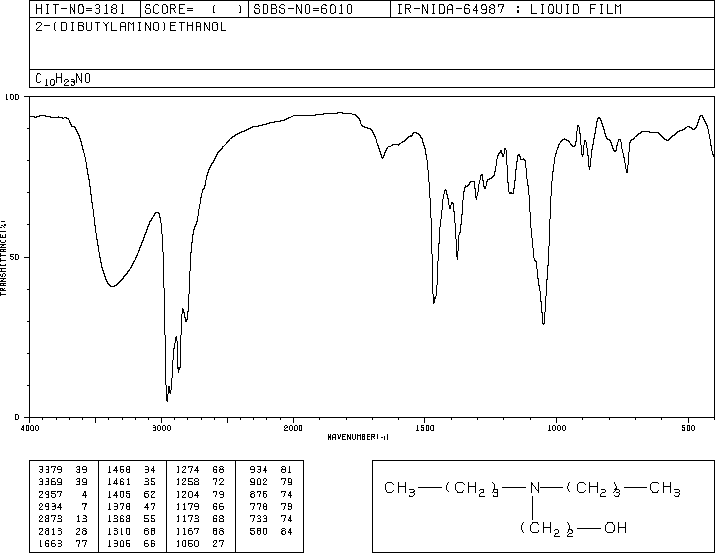 HIT-NO=3181 SCORE= ( ) SDBS-NO=6010 IR-NIDA-64987 : LIQUID FILM
2-(DIBUTYLAMINO)ETHANOL
C10H23NO
100
50
0
TRANSMITTANCE(%)
4000 3000 2000 1500 1000 500
WAVENUMBER(-1)
3379 39 1468 34 1274 68 934 81
3369 39 1461 35 1258 72 902 79
2957 4 1405 62 1204 79 876 74
2934 7 1378 47 1179 66 778 79
2873 13 1368 55 1173 68 733 74
2813 28 1310 68 1167 68 580 84
1663 77 1306 66 1050 27
CH3 (CH2)3 N (CH2)3 CH3
(CH2)2 OH